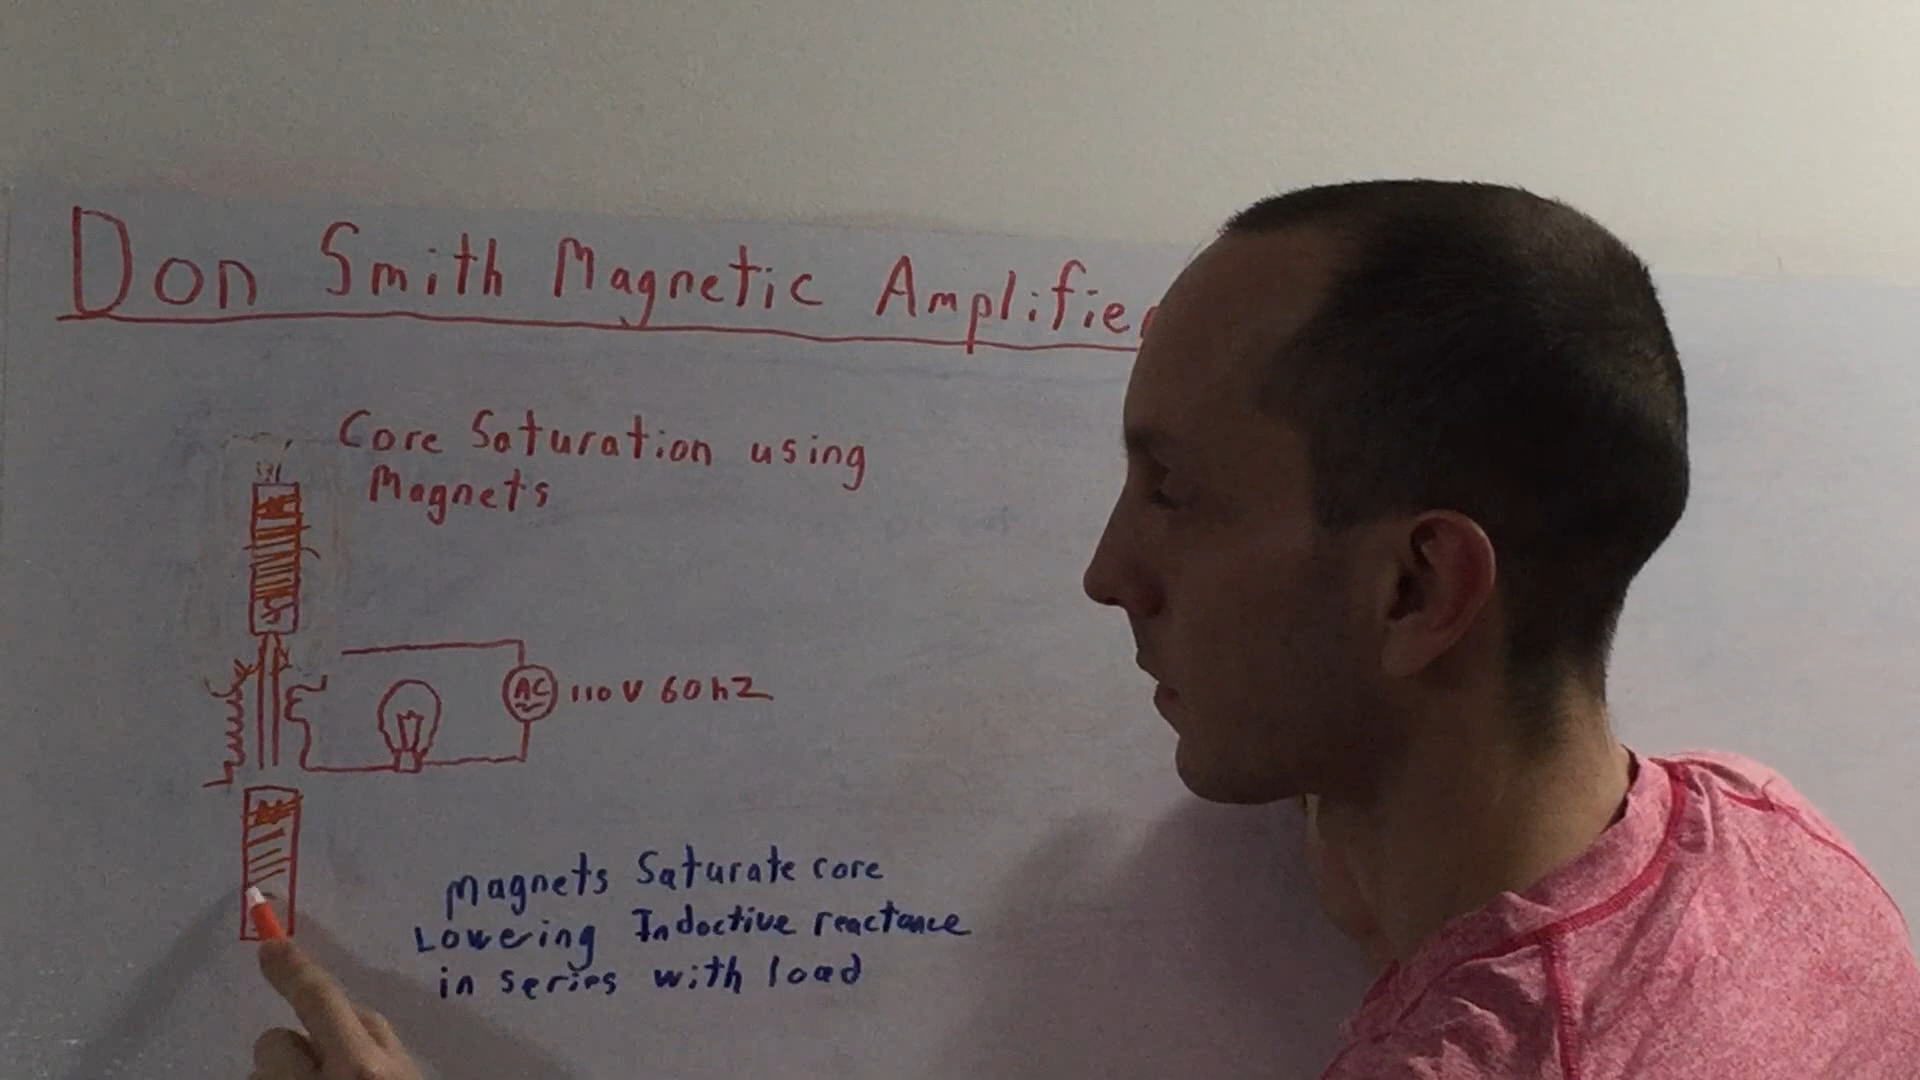 Don Smith Magnetic Amplifier
Core Saturation using
Magnets
AC 110V 60hz
Magnets Saturate core
Lowering Inductive reactance
in series with load